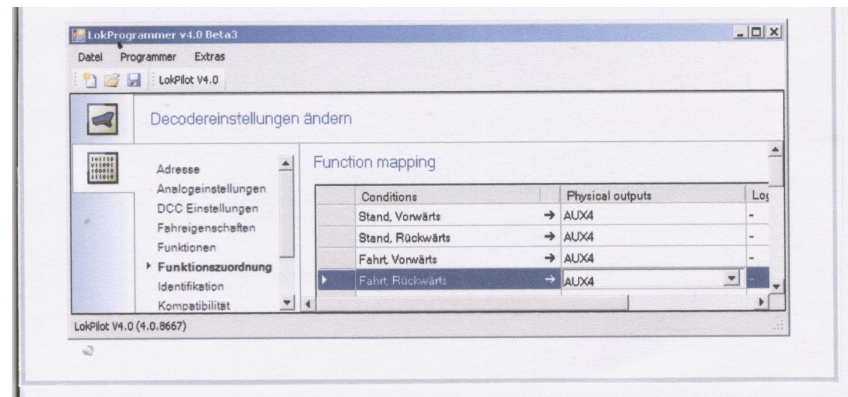 LokProgrammer v4.0 Beta3
Datei Programmer Extras
LokPilot V4.0
Decodereinstellungen ändern
Adresse
Analogeinstellungen
DCC Einstellungen
Fahreigenschaften
Funktionen
Funktionszuordnung
Identifikation
Kompatibilität
Function mapping
Conditions Physical outputs Log
Stand, Vorwärts → AUX4 -
Stand, Rückwärts → AUX4 -
Fahrt, Vorwärts → AUX4 -
Fahrt, Rückwärts → AUX4 -
LokPilot V4.0 (4.0.8667)